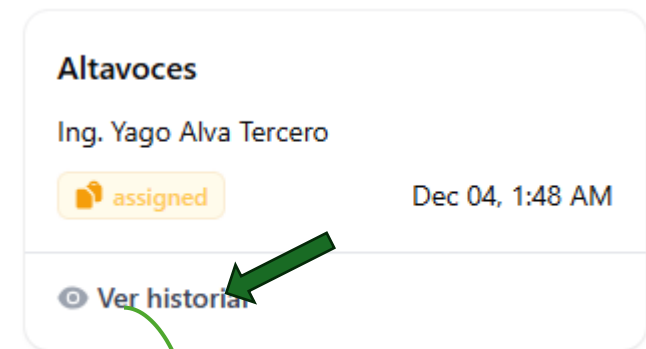 Altavoces
Ing. Yago Alva Tercero
assigned
Dec 04, 1:48 AM
Ver historial